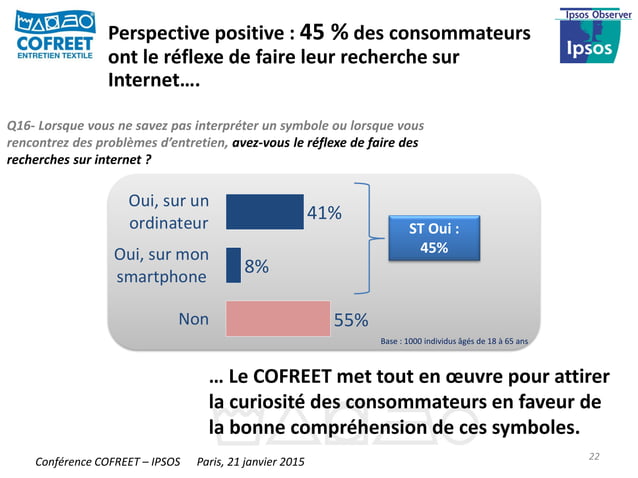 COFREET
ENTRETIEN TEXTILE
Perspective positive : 45 % des consommateurs
ont le réflexe de faire leur recherche sur
Internet….
Ipsos Observer
Ipsos
Q16- Lorsque vous ne savez pas interpréter un symbole ou lorsque vous
rencontrez des problèmes d’entretien, avez-vous le réflexe de faire des
recherches sur internet ?
Oui, sur un
ordinateur
41%
Oui, sur mon
smartphone
8%
Non
55%
ST Oui :
45%
Base : 1000 individus âgés de 18 à 65 ans
… Le COFREET met tout en œuvre pour attirer
la curiosité des consommateurs en faveur de
la bonne compréhension de ces symboles.
Conférence COFREET – IPSOS Paris, 21 janvier 2015
22